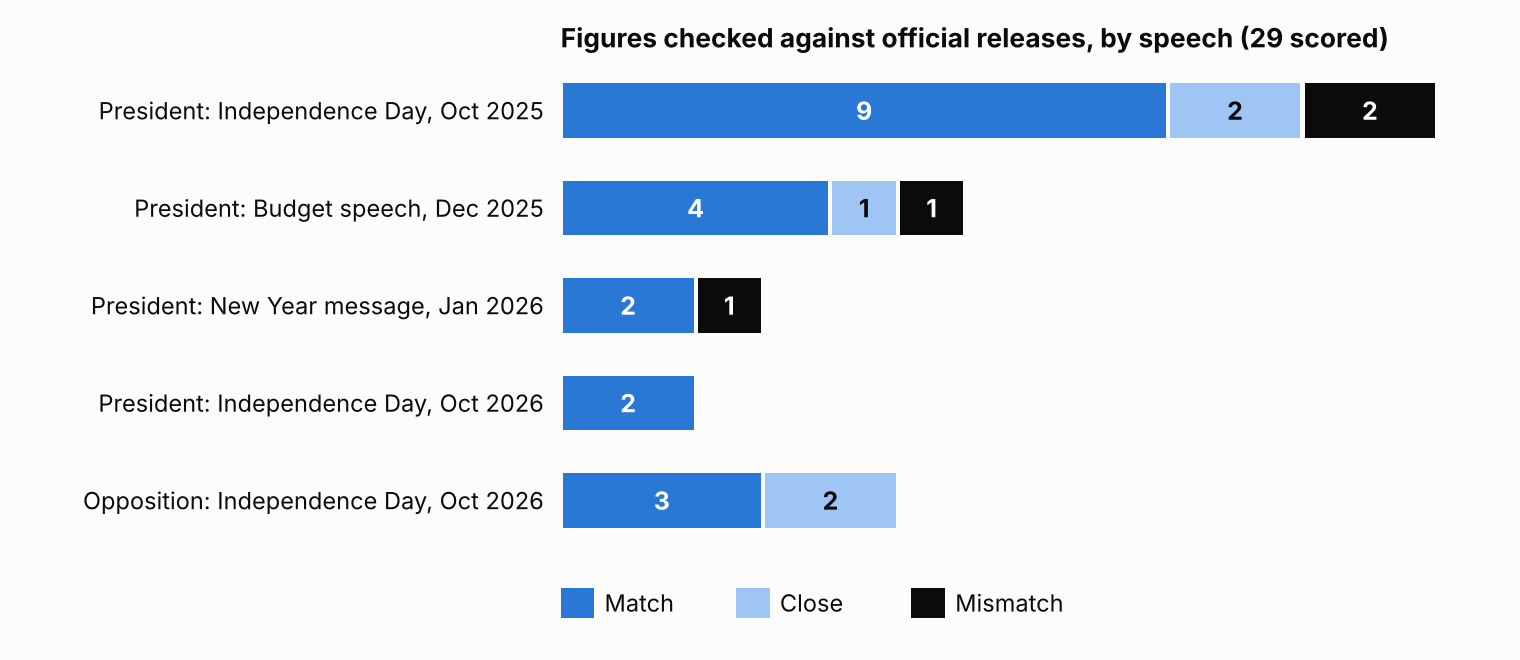 Figures checked against official releases, by speech (29 scored)
President: Independence Day, Oct 2025 9 2 2
President: Budget speech, Dec 2025 4 1 1
President: New Year message, Jan 2026 2 1
President: Independence Day, Oct 2026 2
Opposition: Independence Day, Oct 2026 3 2
Match Close Mismatch